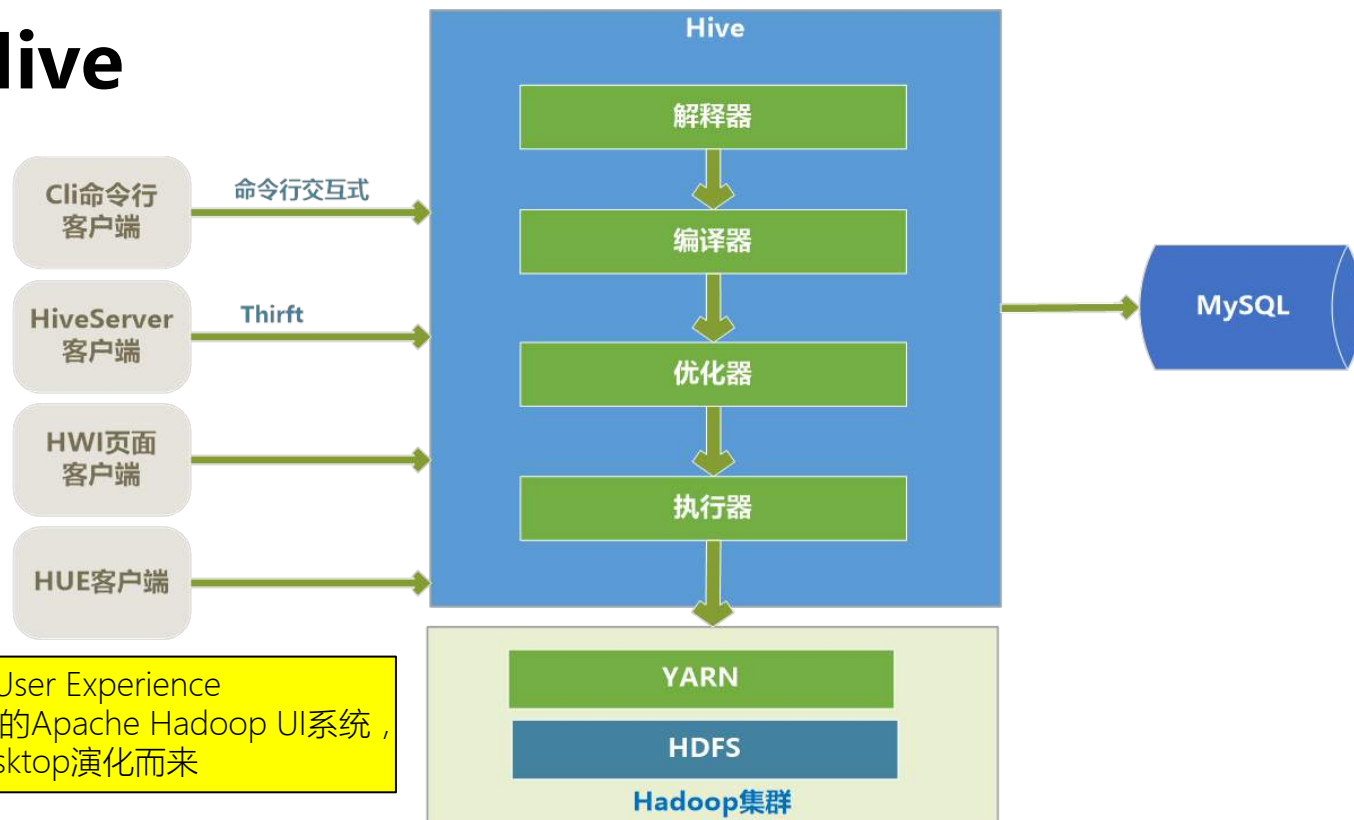 live
Hive
解释器
Cli命令行
客户端
命令行交互式
编译器
HiveServer
客户端
Thirft
MySQL
优化器
HWI页面
客户端
执行器
HUE客户端
User Experience
的Apache Hadoop UI系统，
sktop演化而来
YARN
HDFS
Hadoop集群